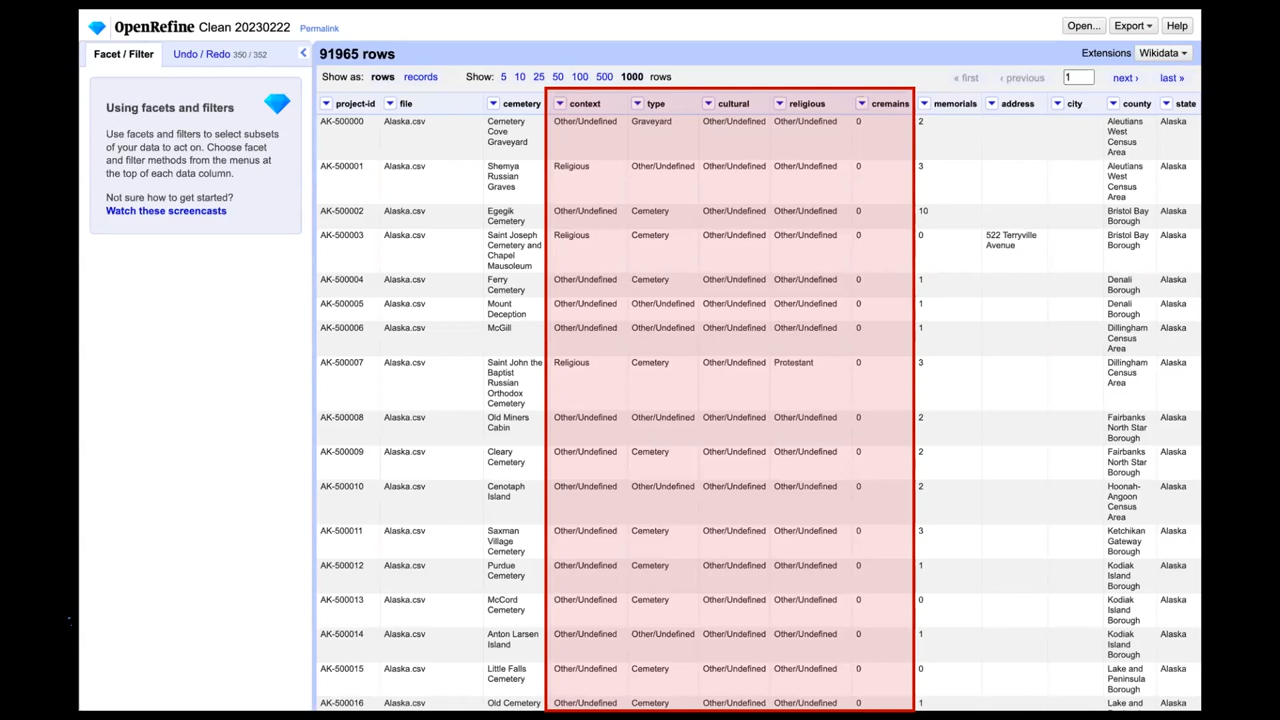 OpenRefine Clean 20230222 Permalink Open... Export Help
Facet / Filter Undo / Redo 350 / 352 91965 rows Extensions Wikidata
Show as: rows records Show: 5 10 25 50 100 500 1000 rows « first ‹ previous 1 next › last »
Using facets and filters
Use facets and filters to select subsets
of your data to act on. Choose facet
and filter methods from the menus at
the top of each data column.
Not sure how to get started?
Watch these screencasts
project-id file cemetery context type cultural religious cremains memorials address city county state
AK-500000 Alaska.csv Cemetery Other/Undefined Graveyard Other/Undefined Other/Undefined 0 2 Aleutians Alaska
Cove West
Graveyard Census
Area
AK-500001 Alaska.csv Shemya Religious Other/Undefined Other/Undefined Other/Undefined 0 3 Aleutians Alaska
Russian West
Graves Census
Area
AK-500002 Alaska.csv Egegik Other/Undefined Cemetery Other/Undefined Other/Undefined 0 10 Bristol Bay Alaska
Cemetery Borough
AK-500003 Alaska.csv Saint Joseph Religious Cemetery Other/Undefined Other/Undefined 0 0 522 Terryville Bristol Bay Alaska
Cemetery and Avenue Borough
Chapel
Mausoleum
AK-500004 Alaska.csv Ferry Other/Undefined Cemetery Other/Undefined Other/Undefined 0 1 Denali Alaska
Cemetery Borough
AK-500005 Alaska.csv Mount Other/Undefined Other/Undefined Other/Undefined Other/Undefined 0 1 Denali Alaska
Deception Borough
AK-500006 Alaska.csv McGill Other/Undefined Other/Undefined Other/Undefined Other/Undefined 0 1 Dillingham Alaska
Census
Area
AK-500007 Alaska.csv Saint John the Religious Cemetery Other/Undefined Protestant 0 3 Dillingham Alaska
Baptist Census
Russian Area
Orthodox
Cemetery
AK-500008 Alaska.csv Old Miners Other/Undefined Other/Undefined Other/Undefined Other/Undefined 0 2 Fairbanks Alaska
Cabin North Star
Borough
AK-500009 Alaska.csv Cleary Other/Undefined Cemetery Other/Undefined Other/Undefined 0 2 Fairbanks Alaska
Cemetery North Star
Borough
AK-500010 Alaska.csv Cenotaph Other/Undefined Other/Undefined Other/Undefined Other/Undefined 0 2 Hoonah- Alaska
Island Angoon
Census
Area
AK-500011 Alaska.csv Saxman Other/Undefined Cemetery Other/Undefined Other/Undefined 0 3 Ketchikan Alaska
Village Gateway
Cemetery Borough
AK-500012 Alaska.csv Purdue Other/Undefined Cemetery Other/Undefined Other/Undefined 0 1 Kodiak Alaska
Cemetery Island
Borough
AK-500013 Alaska.csv McCord Other/Undefined Cemetery Other/Undefined Other/Undefined 0 0 Kodiak Alaska
Cemetery Island
Borough
AK-500014 Alaska.csv Anton Larsen Other/Undefined Other/Undefined Other/Undefined Other/Undefined 0 1 Kodiak Alaska
Island Island
Borough
AK-500015 Alaska.csv Little Falls Other/Undefined Cemetery Other/Undefined Other/Undefined 0 0 Lake and Alaska
Cemetery Peninsula
Borough
AK-500016 Alaska.csv Old Cemetery Other/Undefined Cemetery Other/Undefined Other/Undefined 0 1 Lake and Alaska